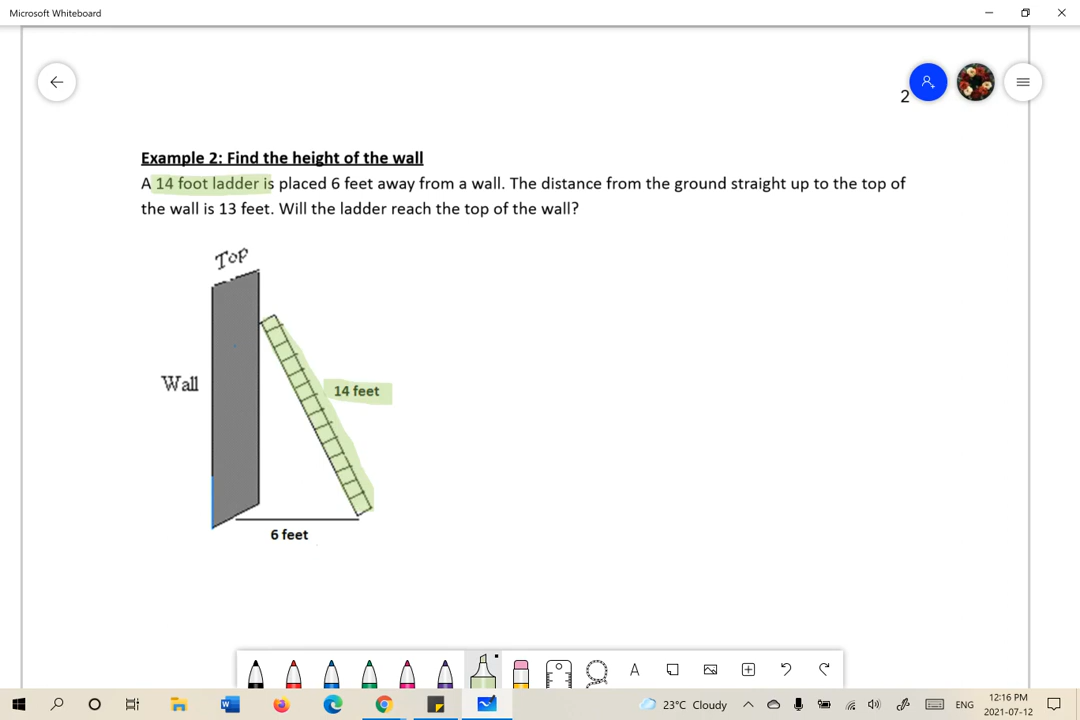 Microsoft Whiteboard
2
Example 2: Find the height of the wall
A 14 foot ladder is placed 6 feet away from a wall. The distance from the ground straight up to the top of
the wall is 13 feet. Will the ladder reach the top of the wall?
Top
Wall
14 feet
6 feet
A
W
23°C Cloudy
ENG
12:16 PM
2021-07-12